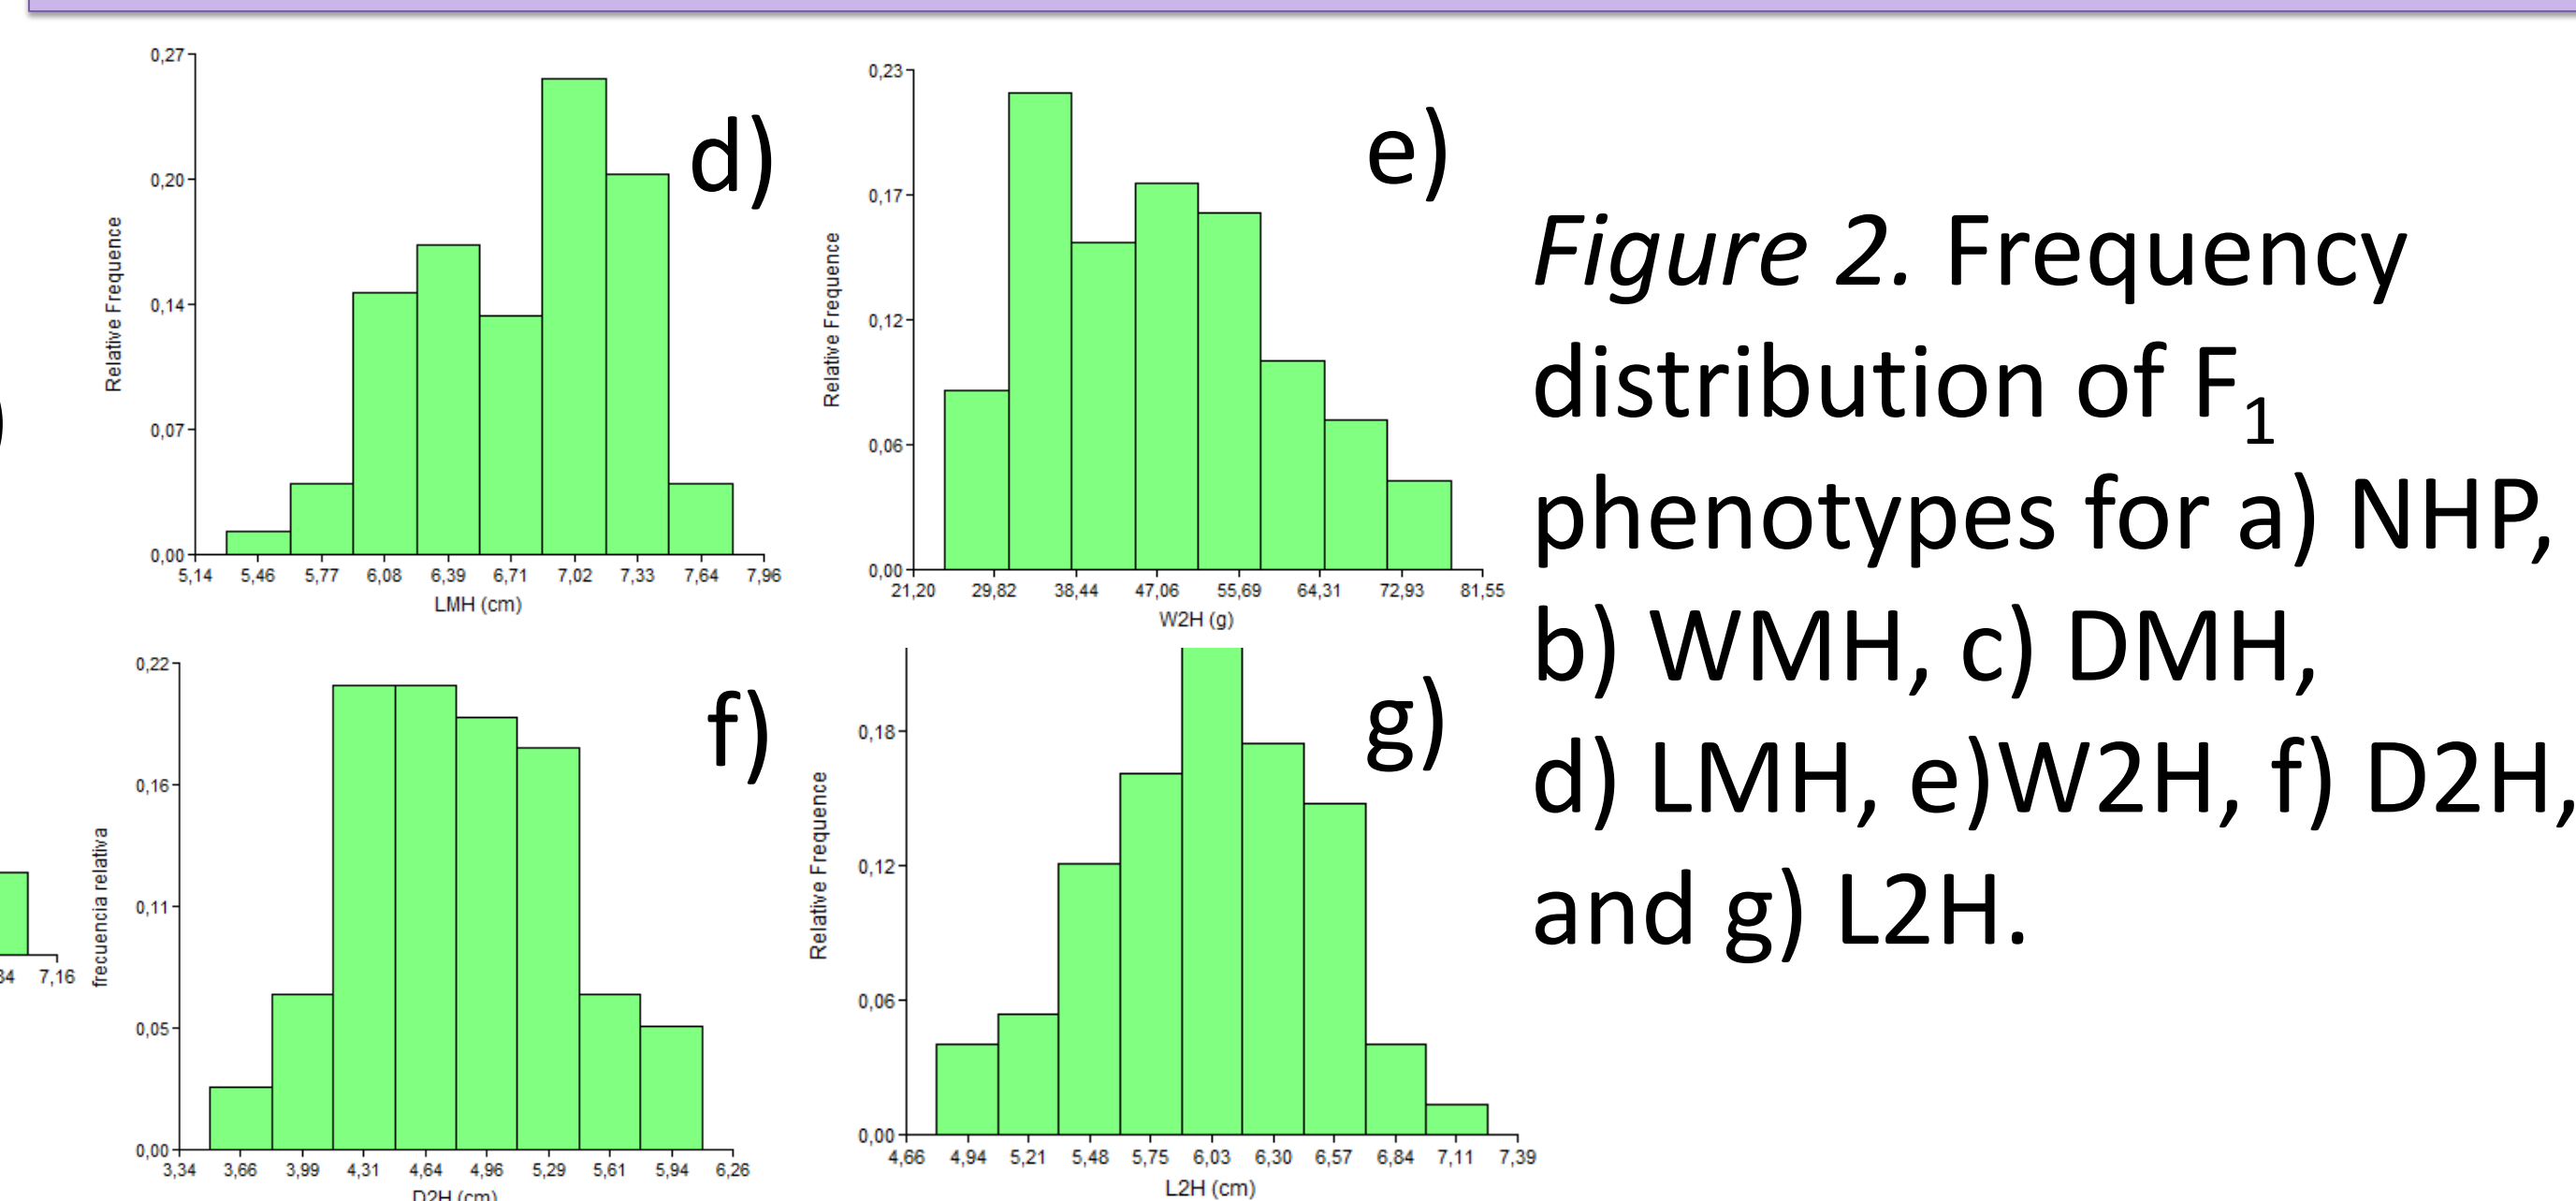 0,27
0,20
0,14
0,07
0,00
Relative Frequence
5,14 5,46 5,77 6,08 6,39 6,71 7,02 7,33 7,64 7,96
LMH (cm)
d)
0,23
0,17
0,12
0,06
0,00
Relative Frequence
21,20 29,82 38,44 47,06 55,69 64,31 72,93 81,55
W2H (g)
e)
)
34 7,16
0,22
0,16
0,11
0,05
0,00
frecuencia relativa
3,34 3,66 3,99 4,31 4,64 4,96 5,29 5,61 5,94 6,26
D2H (cm)
f)
0,18
0,12
0,06
0,00
Relative Frequence
4,66 4,94 5,21 5,48 5,75 6,03 6,30 6,57 6,84 7,11 7,39
L2H (cm)
g)
Figure 2. Frequency
distribution of F1
phenotypes for a) NHP,
b) WMH, c) DMH,
d) LMH, e)W2H, f) D2H,
and g) L2H.